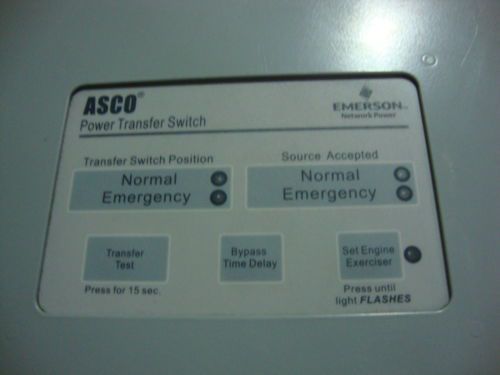 ASCO®
Power Transfer Switch
EMERSON™
Network Power
Transfer Switch Position
Normal
Emergency
Source Accepted
Normal
Emergency
Transfer
Test
Press for 15 sec.
Bypass
Time Delay
Set Engine
Exerciser
Press until
light FLASHES